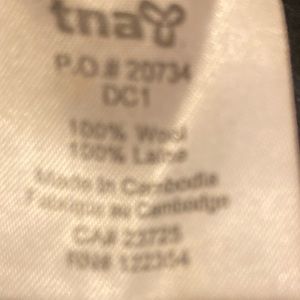 tna
P.O.# 20734
DC1
100% Wool
100% Laine
Made in Cambodia
Fabriqué au Cambodge
CA# 22725
RN# 122354